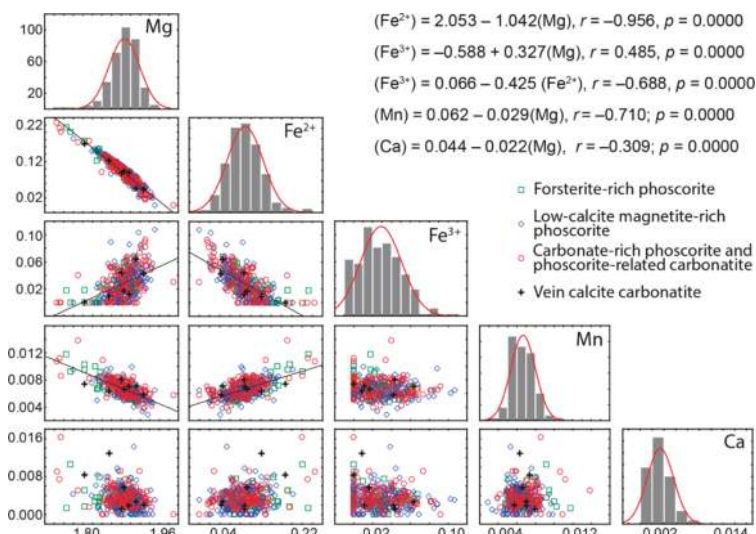 Mg
100
60
20
(Fe²⁺) = 2.053 – 1.042(Mg), r = –0.956, p = 0.0000
(Fe³⁺) = –0.588 + 0.327(Mg), r = 0.485, p = 0.0000
(Fe³⁺) = 0.066 – 0.425 (Fe²⁺), r = –0.688, p = 0.0000
(Mn) = 0.062 – 0.029(Mg), r = –0.710; p = 0.0000
(Ca) = 0.044 – 0.022(Mg), r = –0.309; p = 0.0000
Fe²⁺
0.22
0.12
0.02
Forsterite-rich phoscorite
Low-calcite magnetite-rich
phoscorite
Carbonate-rich phoscorite and
phoscorite-related carbonatite
Vein calcite carbonatite
Fe³⁺
0.10
0.06
0.02
Mn
0.012
0.008
0.004
Ca
0.016
0.008
0.000
1.80 1.96 0.04 0.22 0.02 0.10 0.004 0.012 0.002 0.014